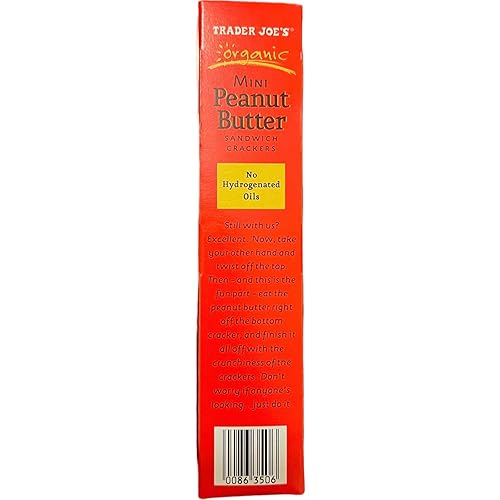 TRADER JOE'S®
organic
MINI
Peanut
Butter
SANDWICH
CRACKERS
No
Hydrogenated
Oils
Still with us?
Excellent. Now, take
your other hand and
twist off the top.
Then - and this is the
fun part - eat the
peanut butter right
off the bottom
cracker, and finish it
all off with the
crunchiness of the
crackers. Don't
worry if anyone's
looking...just do it.
0086 3506